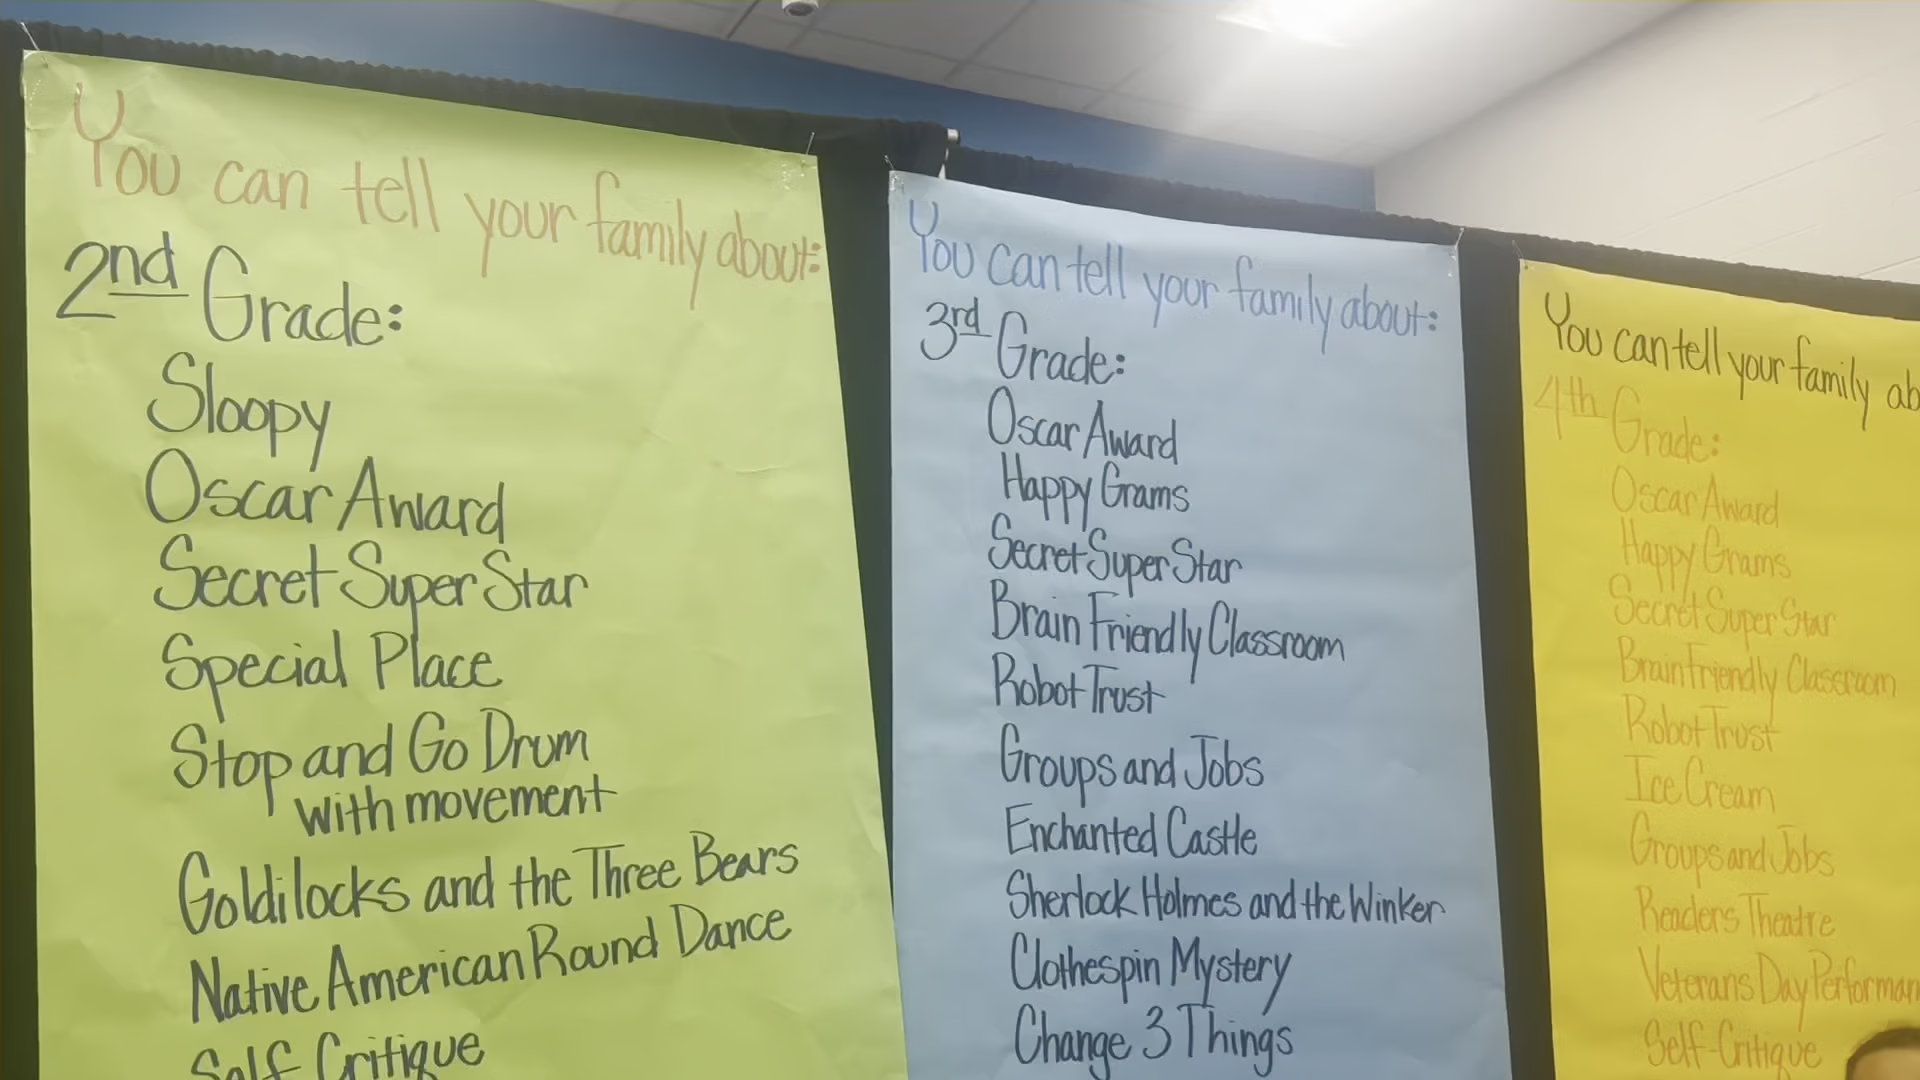 You can tell your family about:
2nd Grade:
Sloopy
Oscar Award
Secret Super Star
Special Place
Stop and Go Drum
with movement
Goldilocks and the Three Bears
Native American Round Dance
Self Critique
You can tell your family about:
3rd Grade:
Oscar Award
Happy Grams
Secret Super Star
Brain Friendly Classroom
Robot Trust
Groups and Jobs
Enchanted Castle
Sherlock Holmes and the Winker
Clothespin Mystery
Change 3 Things
You can tell your family ab
4th Grade:
Oscar Award
Happy Grams
Secret Super Star
Brain Friendly Classroom
Robot Trust
Ice Cream
Groups and Jobs
Readers Theatre
Veterans Day Performan
Self-Critique